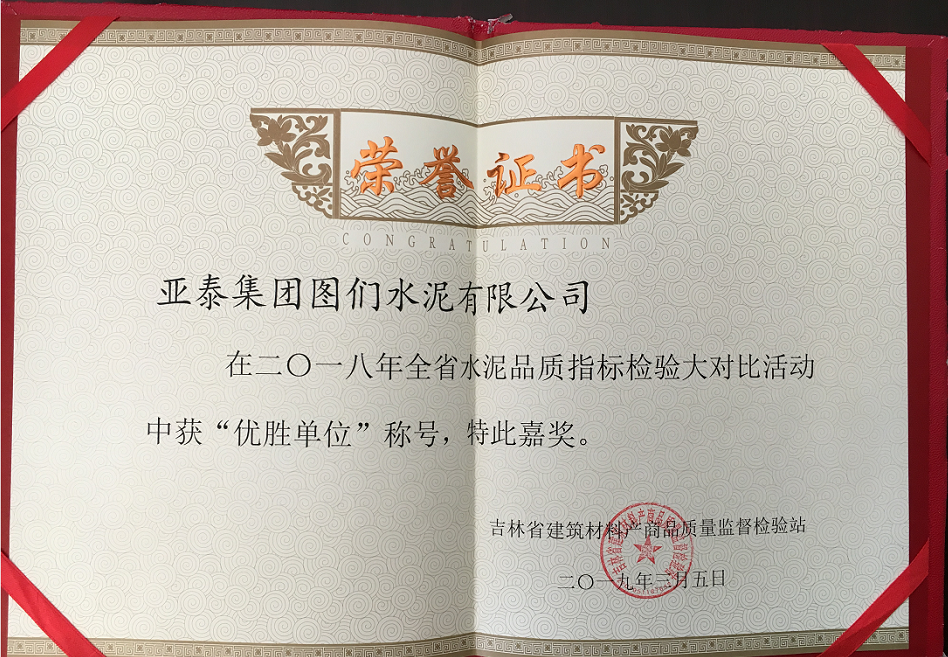 荣誉证书
CONGRATULATION
亚泰集团图们水泥有限公司
在二〇一八年全省水泥品质指标检验大对比活动
中获“优胜单位”称号，特此嘉奖。
吉林省建筑材料产商品质量监督检验站
二〇一九年三月五日